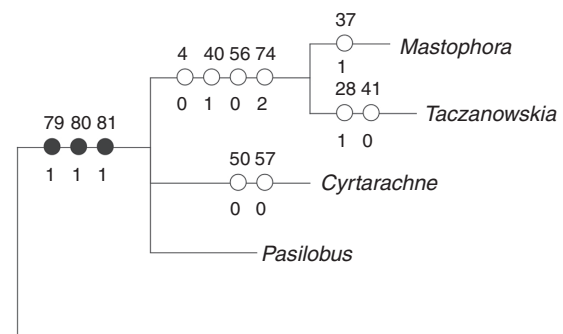 37
4 40 56 74
Mastophora
1
0 1 0 2
28 41
Taczanowskia
1 0
79 80 81
50 57
1 1 1
Cyrtarachne
0 0
Pasilobus